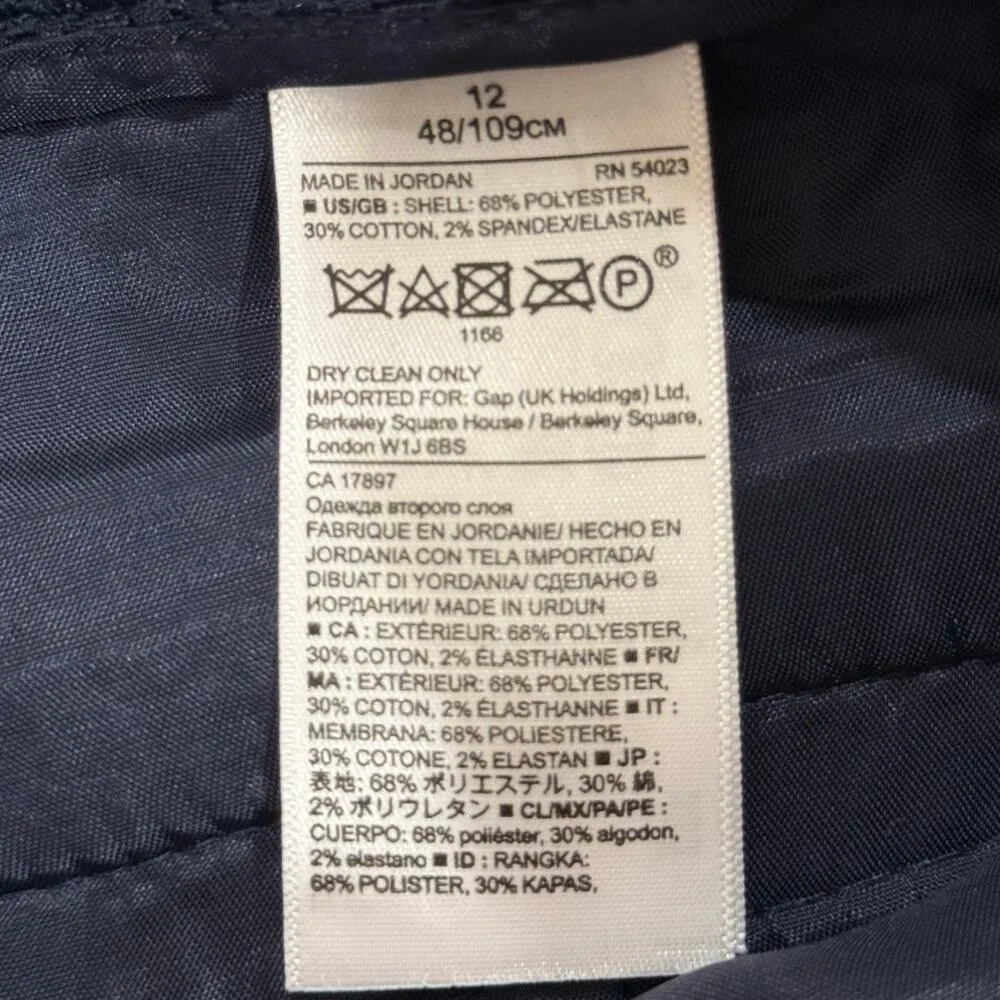 12
48/109CM
MADE IN JORDAN RN 54023
■ US/GB : SHELL: 68% POLYESTER,
30% COTTON, 2% SPANDEX/ELASTANE
P ®
1166
DRY CLEAN ONLY
IMPORTED FOR: Gap (UK Holdings) Ltd,
Berkeley Square House / Berkeley Square,
London W1J 6BS
CA 17897
Одежда второго слоя
FABRIQUE EN JORDANIE/ HECHO EN
JORDANIA CON TELA IMPORTADA/
DIBUAT DI YORDANIA/ СДЕЛАНО В
ИОРДАНИИ/ MADE IN URDUN
■ CA : EXTÉRIEUR: 68% POLYESTER,
30% COTON, 2% ÉLASTHANNE ■ FR/
MA : EXTÉRIEUR: 68% POLYESTER,
30% COTON, 2% ÉLASTHANNE ■ IT :
MEMBRANA: 68% POLIESTERE,
30% COTONE, 2% ELASTAN ■ JP :
表地: 68% ポリエステル, 30% 綿,
2% ポリウレタン ■ CL/MX/PA/PE :
CUERPO: 68% poliéster, 30% algodon,
2% elastano ■ ID : RANGKA:
68% POLISTER, 30% KAPAS,